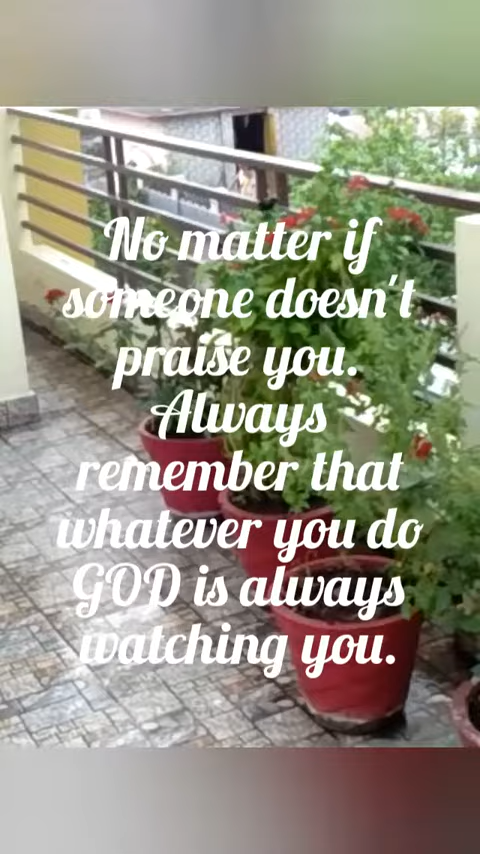 No matter if
someone doesn't
praise you.
Always
remember that
whatever you do
GOD is always
watching you.